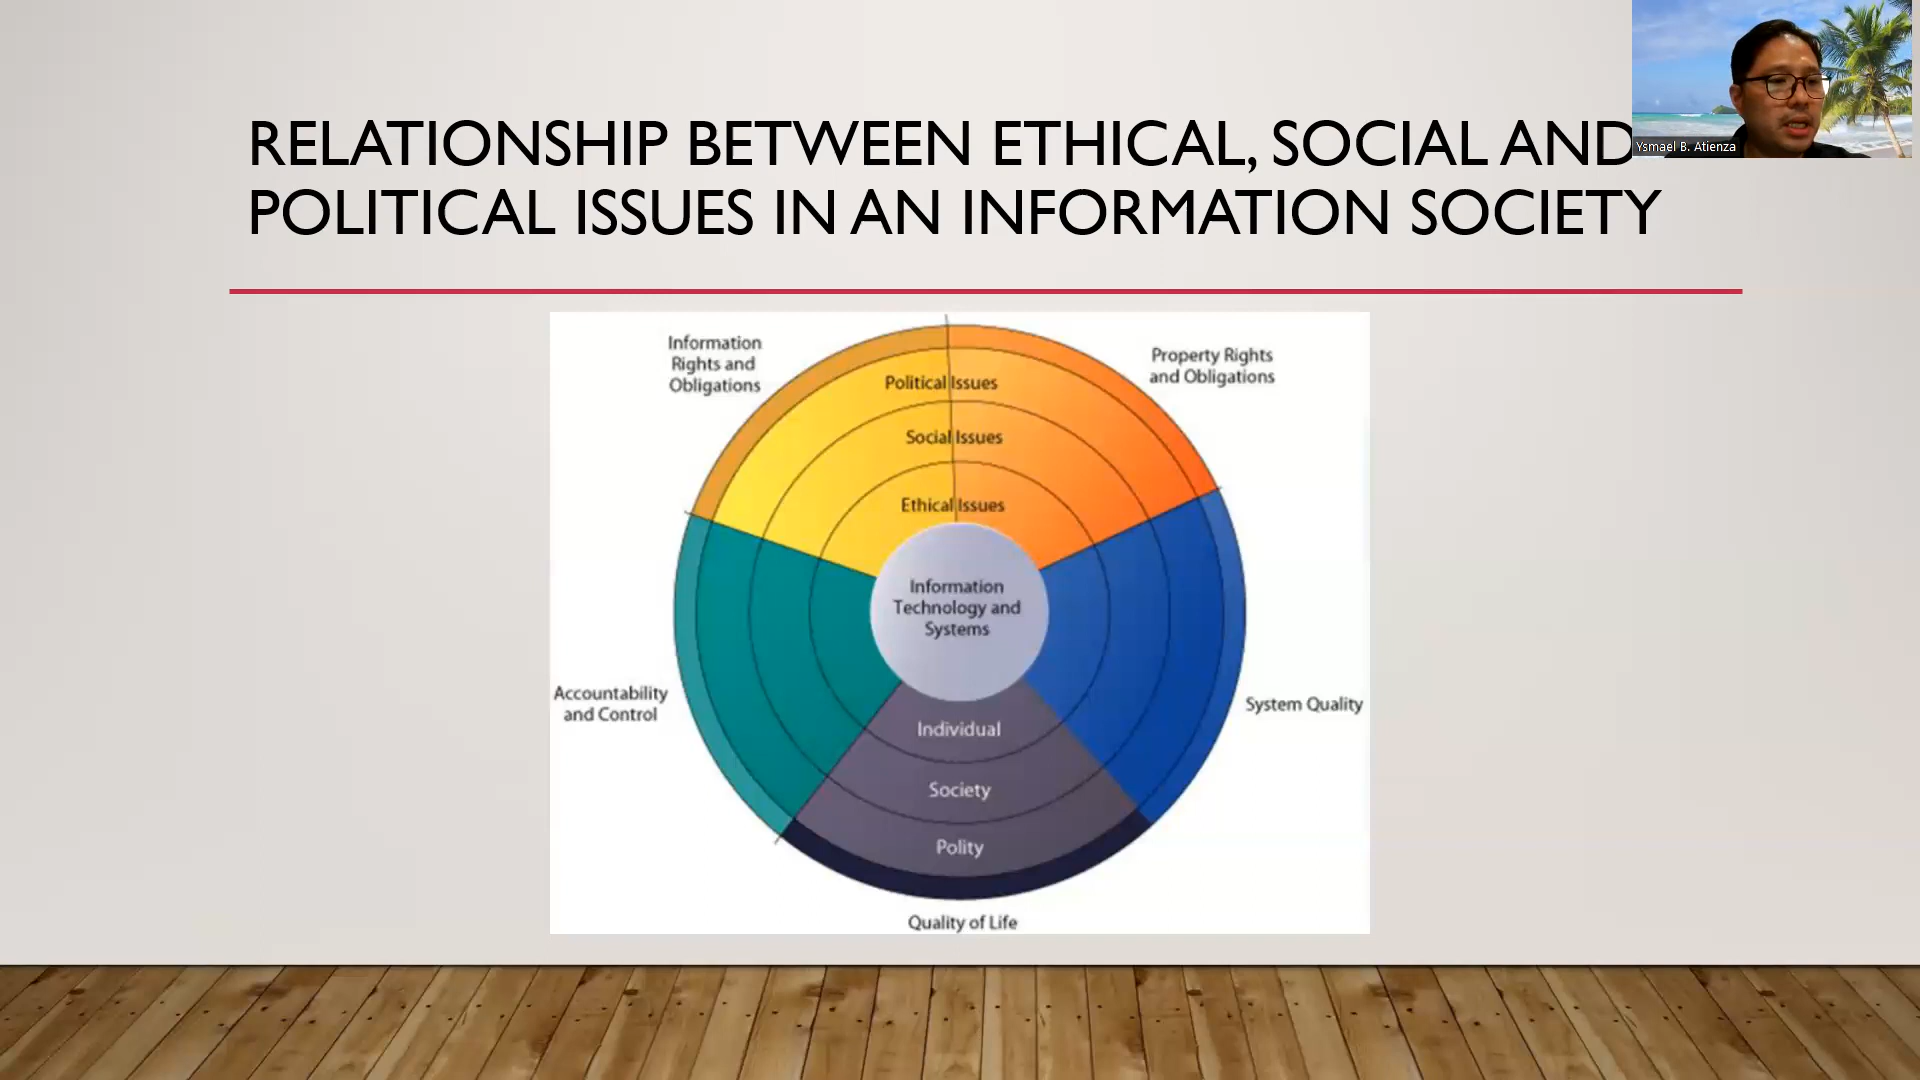 RELATIONSHIP BETWEEN ETHICAL, SOCIAL AND
POLITICAL ISSUES IN AN INFORMATION SOCIETY
Ysmael B. Atienza
Information
Rights and
Obligations
Property Rights
and Obligations
Political Issues
Social Issues
Ethical Issues
Information
Technology and
Systems
Accountability
and Control
System Quality
Individual
Society
Polity
Quality of Life